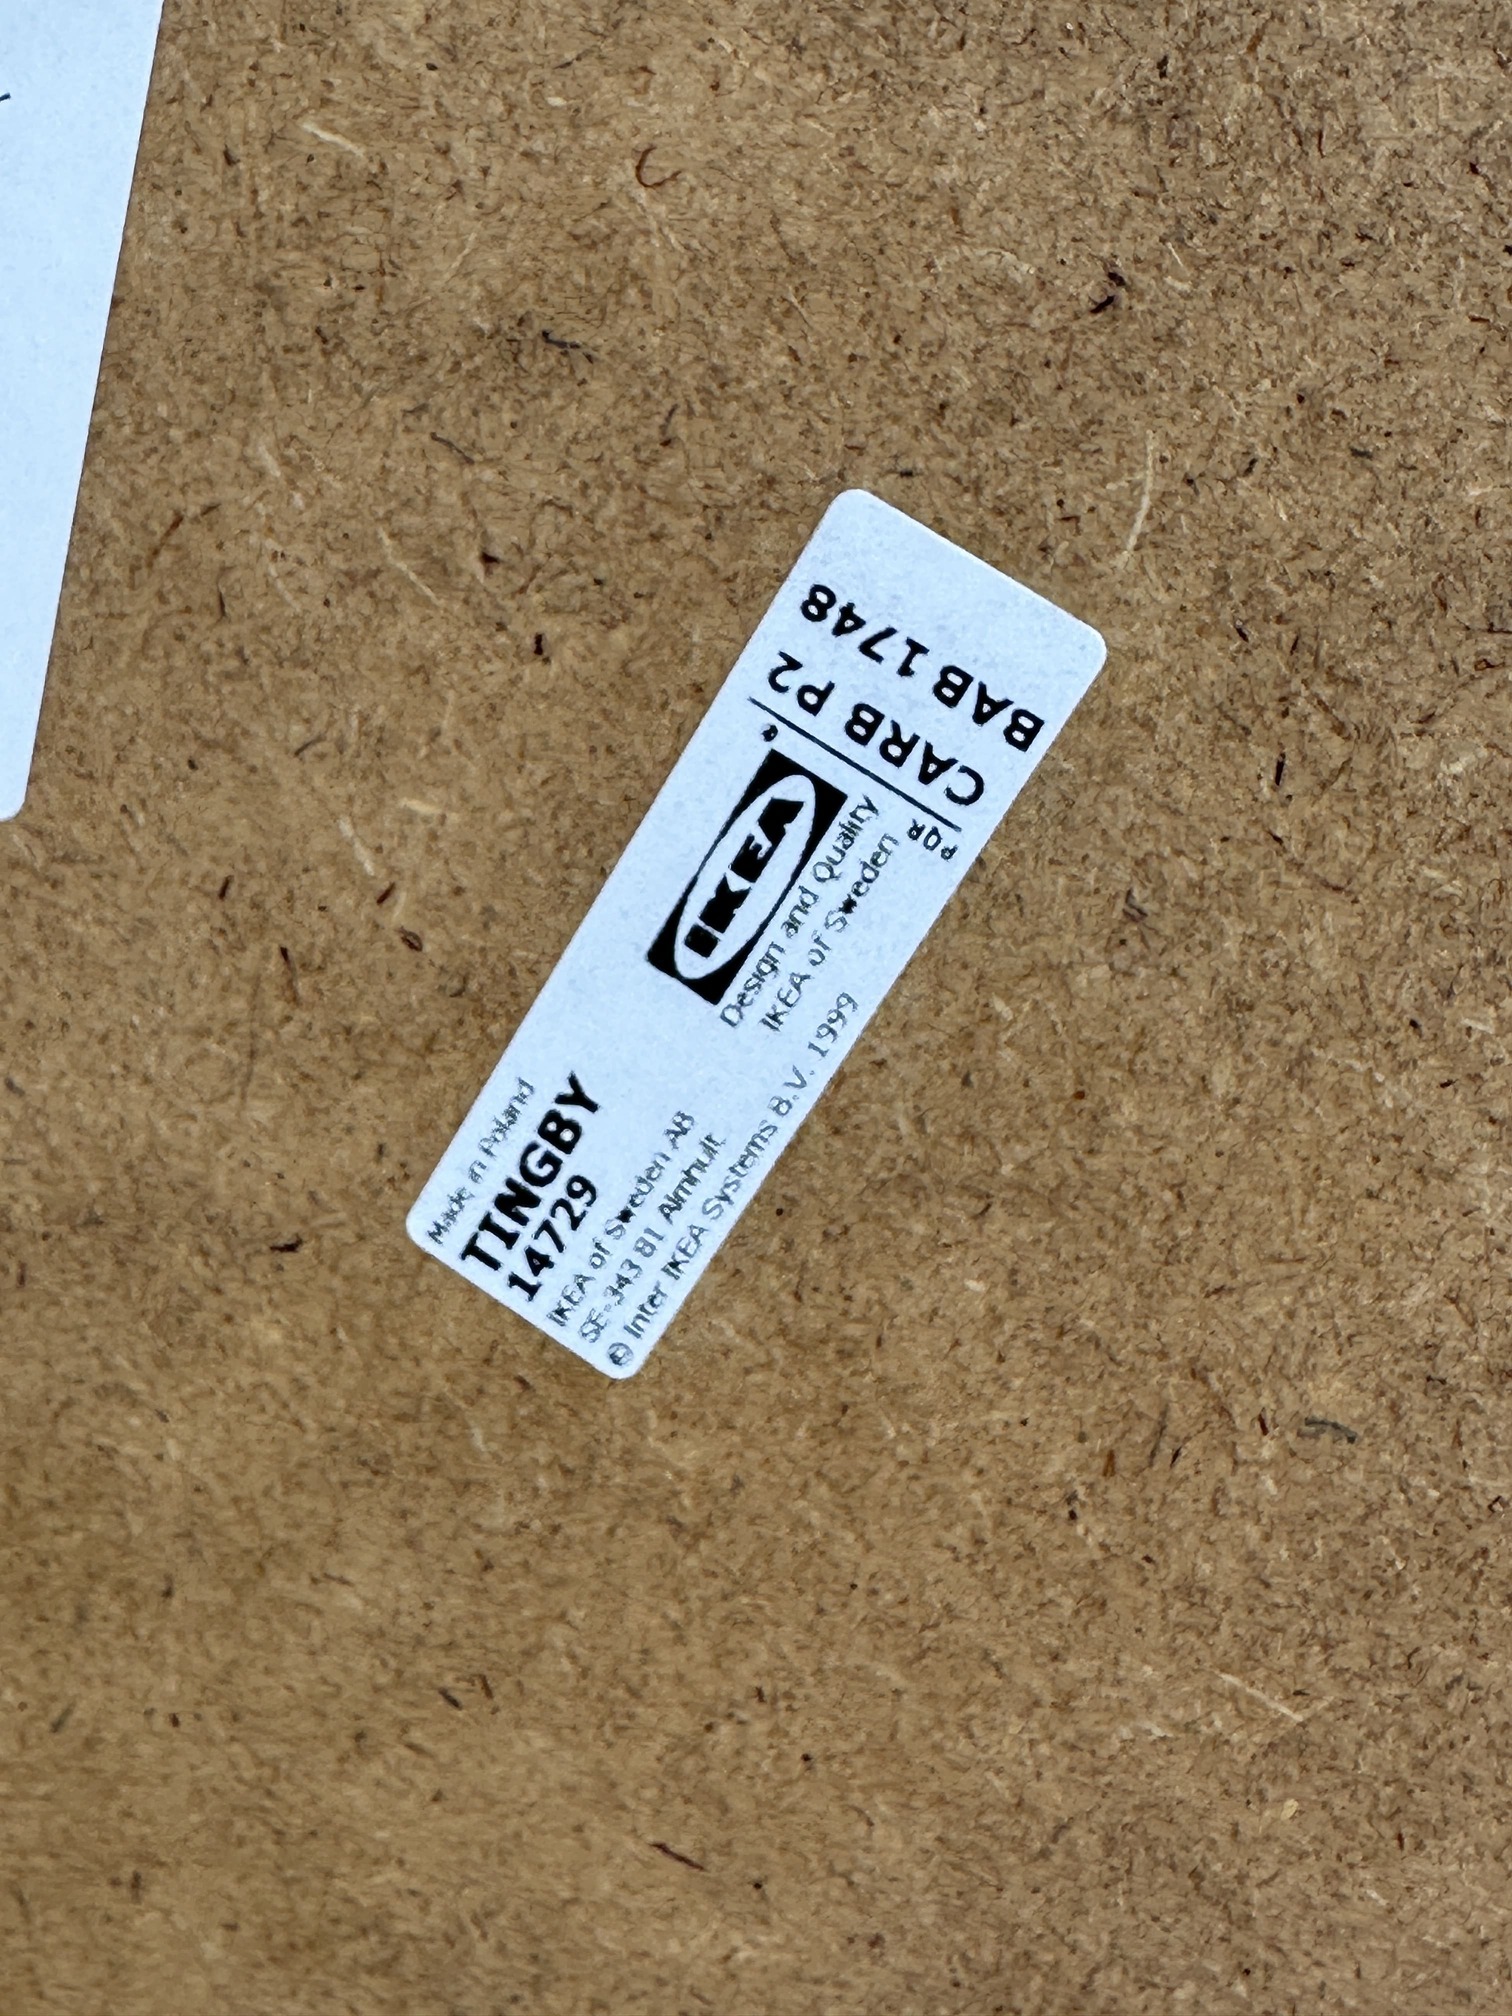 Made in Poland
TINGBY
14729
IKEA of Sweden AB
SE-343 81 Älmhult
© Inter IKEA Systems B.V. 1999
IKEA®
Design and Quality
IKEA of Sweden
PQR
CARB P2
BAB 1748